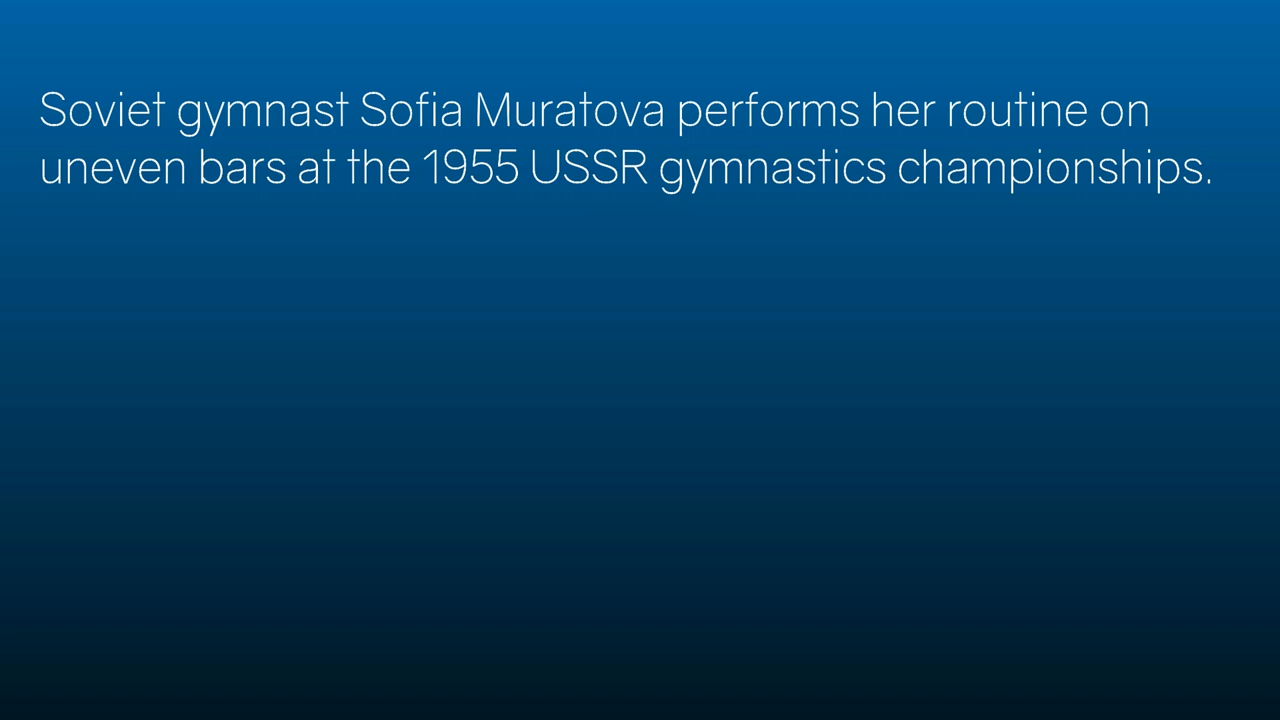 Soviet gymnast Sofia Muratova performs her routine on
uneven bars at the 1955 USSR gymnastics championships.